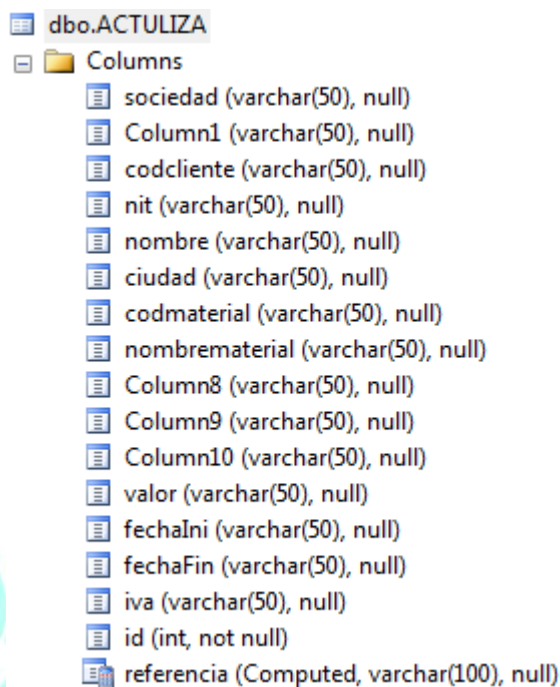 dbo.ACTULIZA
Columns
sociedad (varchar(50), null)
Column1 (varchar(50), null)
codcliente (varchar(50), null)
nit (varchar(50), null)
nombre (varchar(50), null)
ciudad (varchar(50), null)
codmaterial (varchar(50), null)
nombrematerial (varchar(50), null)
Column8 (varchar(50), null)
Column9 (varchar(50), null)
Column10 (varchar(50), null)
valor (varchar(50), null)
fechaIni (varchar(50), null)
fechaFin (varchar(50), null)
iva (varchar(50), null)
id (int, not null)
referencia (Computed, varchar(100), null)